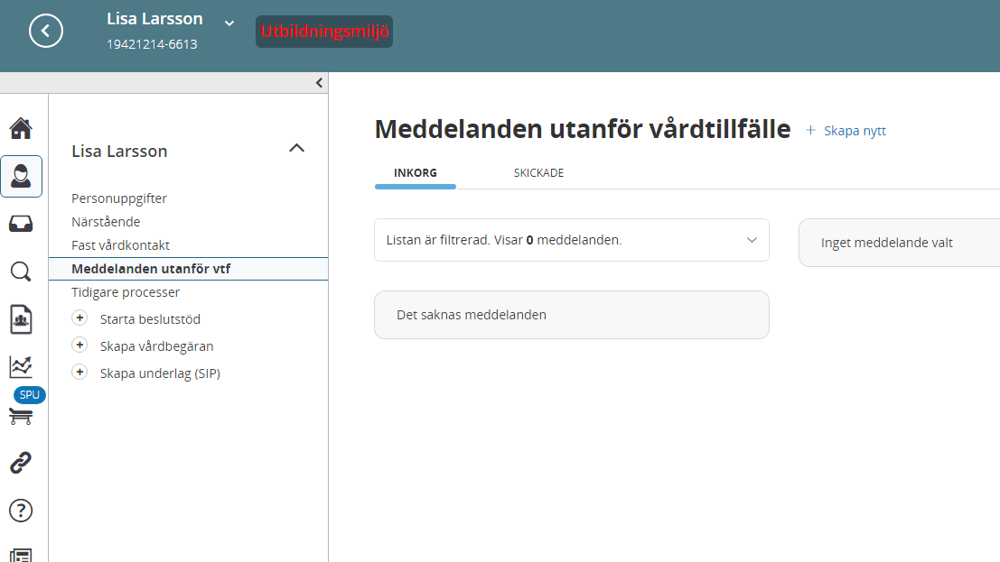 Lisa Larsson
19421214-6613
Utbildningsmiljö
Lisa Larsson
Personuppgifter
Närstående
Fast vårdkontakt
Meddelanden utanför vtf
Tidigare processer
Starta beslutstöd
Skapa vårdbegäran
Skapa underlag (SIP)
SPU
Meddelanden utanför vårdtillfälle
+ Skapa nytt
INKORG
SKICKADE
Listan är filtrerad. Visar 0 meddelanden.
Inget meddelande valt
Det saknas meddelanden